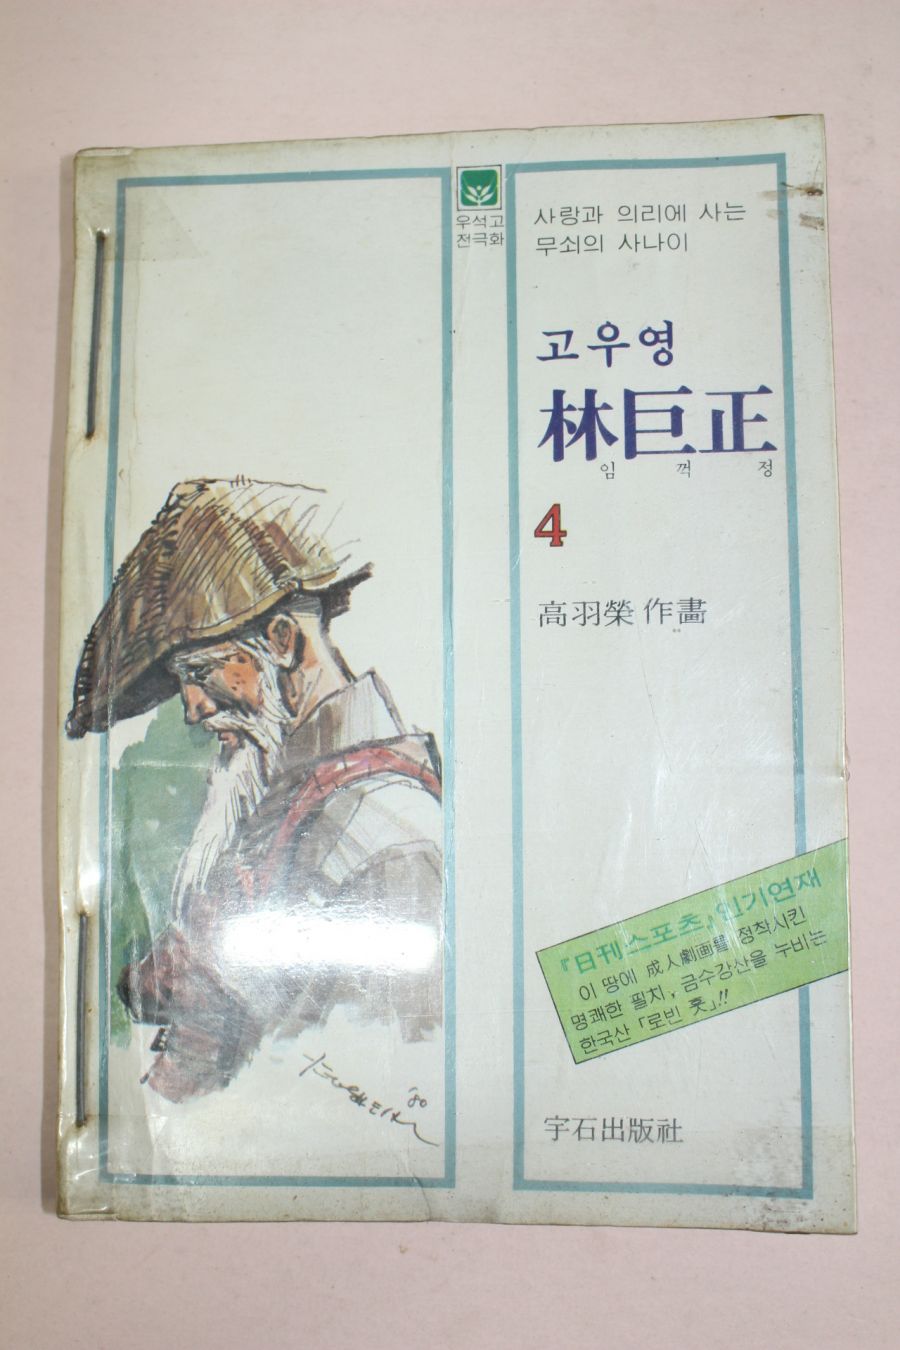 우석고
전극화
사랑과 의리에 사는
무쇠의 사나이
고우영
林巨正
임꺽정
4
高羽榮 作畵
『日刊스포츠』 인기연재
이 땅에 成人劇画를 정착시킨
명쾌한 필치, 금수강산을 누비는
한국산 「로빈 훗」!!
'80
宇石出版社